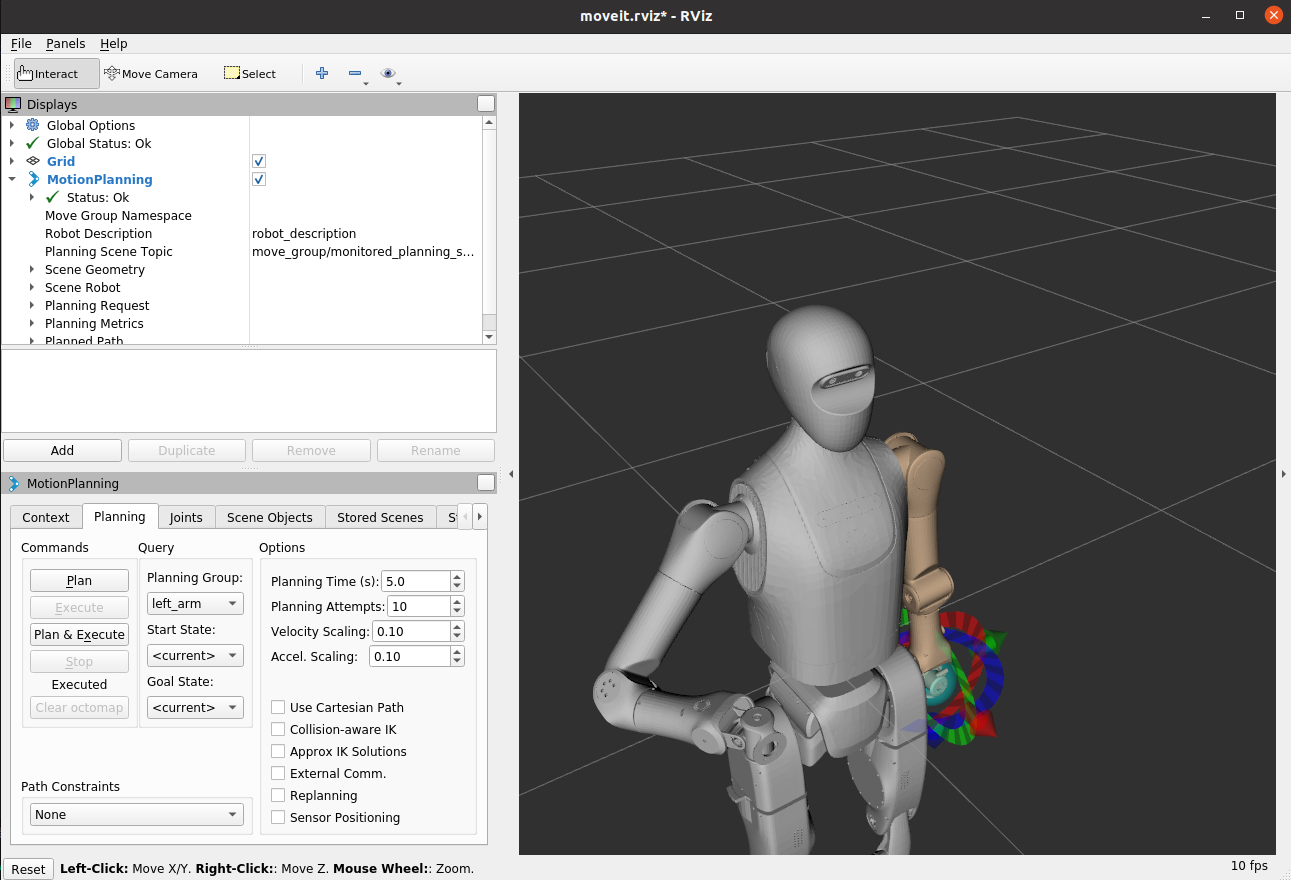 moveit.rviz* - RViz
File Panels Help
Interact Move Camera Select
Displays
Global Options
Global Status: Ok
Grid
MotionPlanning
Status: Ok
Move Group Namespace
Robot Description robot_description
Planning Scene Topic move_group/monitored_planning_s...
Scene Geometry
Scene Robot
Planning Request
Planning Metrics
Planned Path
Add Duplicate Remove Rename
MotionPlanning
Context Planning Joints Scene Objects Stored Scenes S
Commands Query Options
Plan
Execute
Plan & Execute
Stop
Executed
Clear octomap
Planning Group:
left_arm
Start State:
<current>
Goal State:
<current>
Planning Time (s): 5.0
Planning Attempts: 10
Velocity Scaling: 0.10
Accel. Scaling: 0.10
Use Cartesian Path
Collision-aware IK
Approx IK Solutions
External Comm.
Replanning
Sensor Positioning
Path Constraints
None
Reset Left-Click: Move X/Y. Right-Click:: Move Z. Mouse Wheel:: Zoom. 10 fps